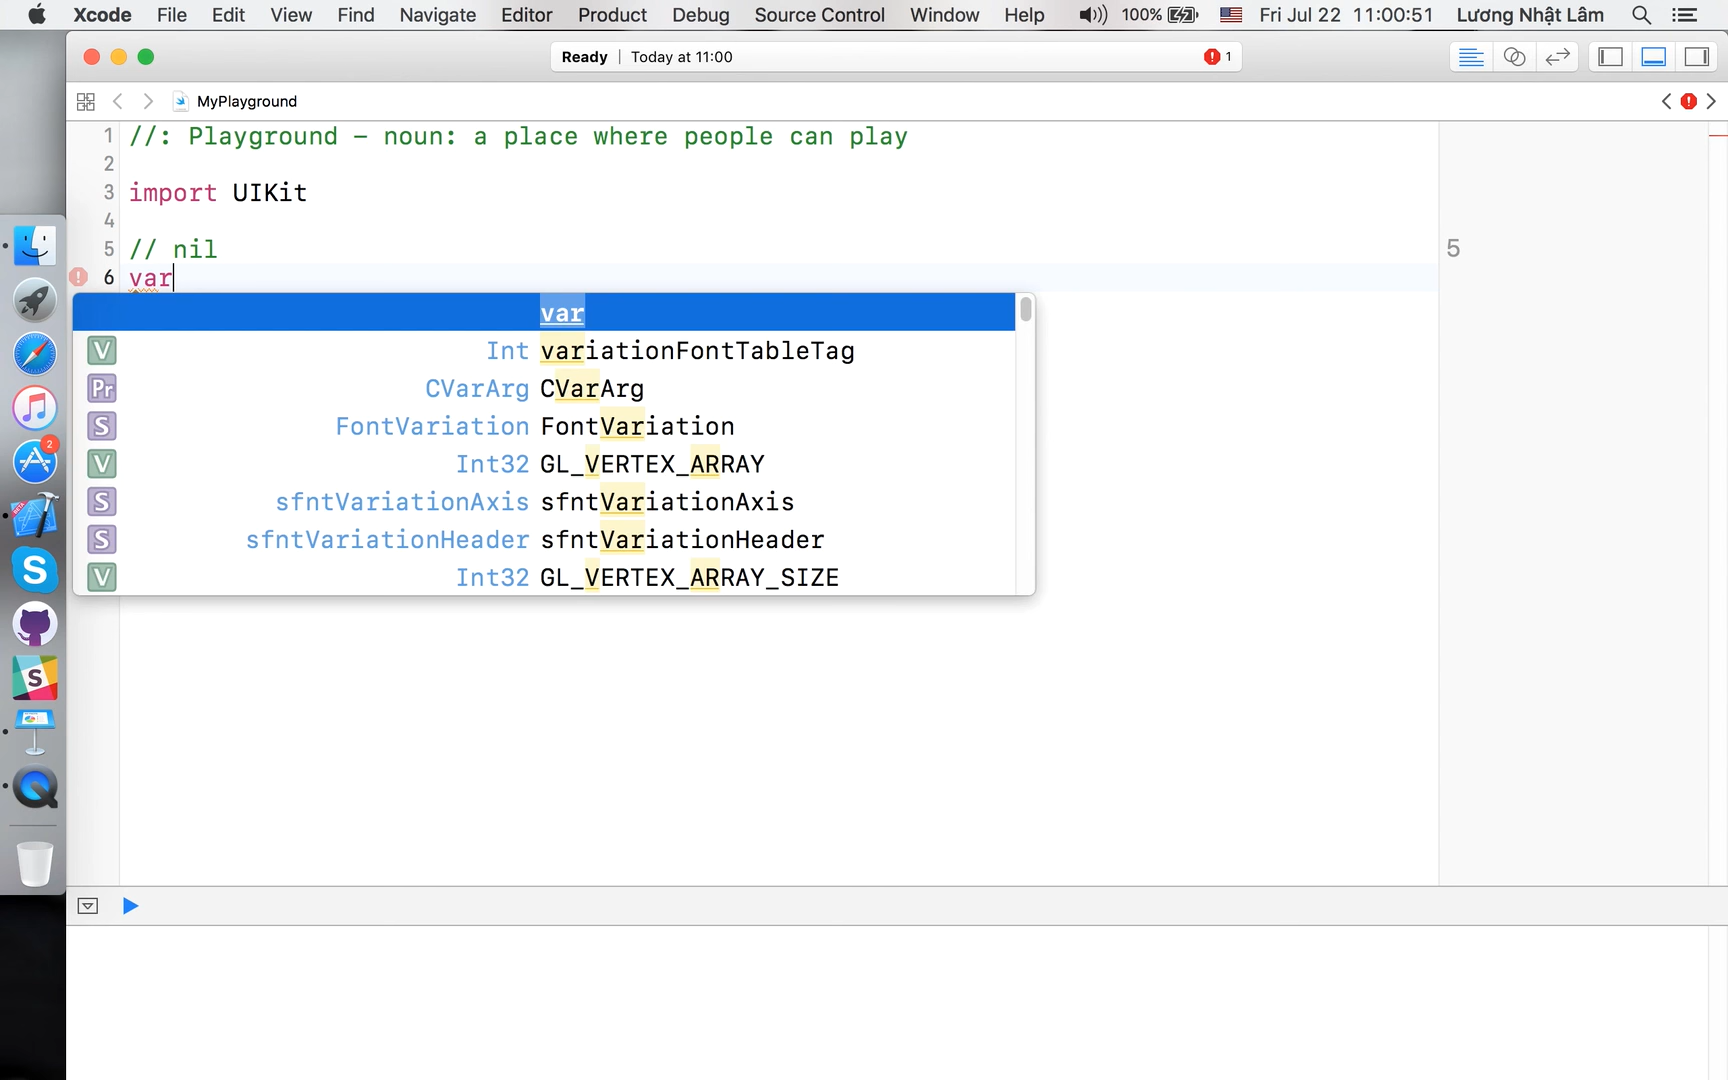 Xcode File Edit View Find Navigate Editor Product Debug Source Control Window Help 100% Fri Jul 22 11:00:51 Lương Nhật Lâm
Ready | Today at 11:00 1
MyPlayground
1 //: Playground – noun: a place where people can play
2
3 import UIKit
4
5 // nil 5
6 var
var
V Int variationFontTableTag
Pr CVarArg CVarArg
S FontVariation FontVariation
V Int32 GL_VERTEX_ARRAY
S sfntVariationAxis sfntVariationAxis
S sfntVariationHeader sfntVariationHeader
V Int32 GL_VERTEX_ARRAY_SIZE
2
BETA
S
S